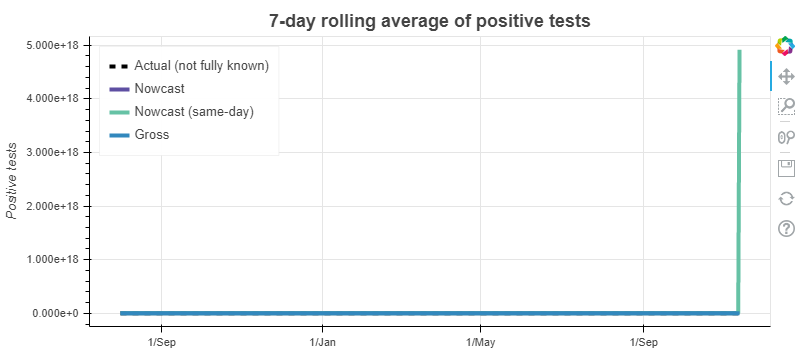 7-day rolling average of positive tests
5.000e+18
4.000e+18
3.000e+18
2.000e+18
1.000e+18
0.000e+0
Positive tests
Actual (not fully known)
Nowcast
Nowcast (same-day)
Gross
1/Sep
1/Jan
1/May
1/Sep